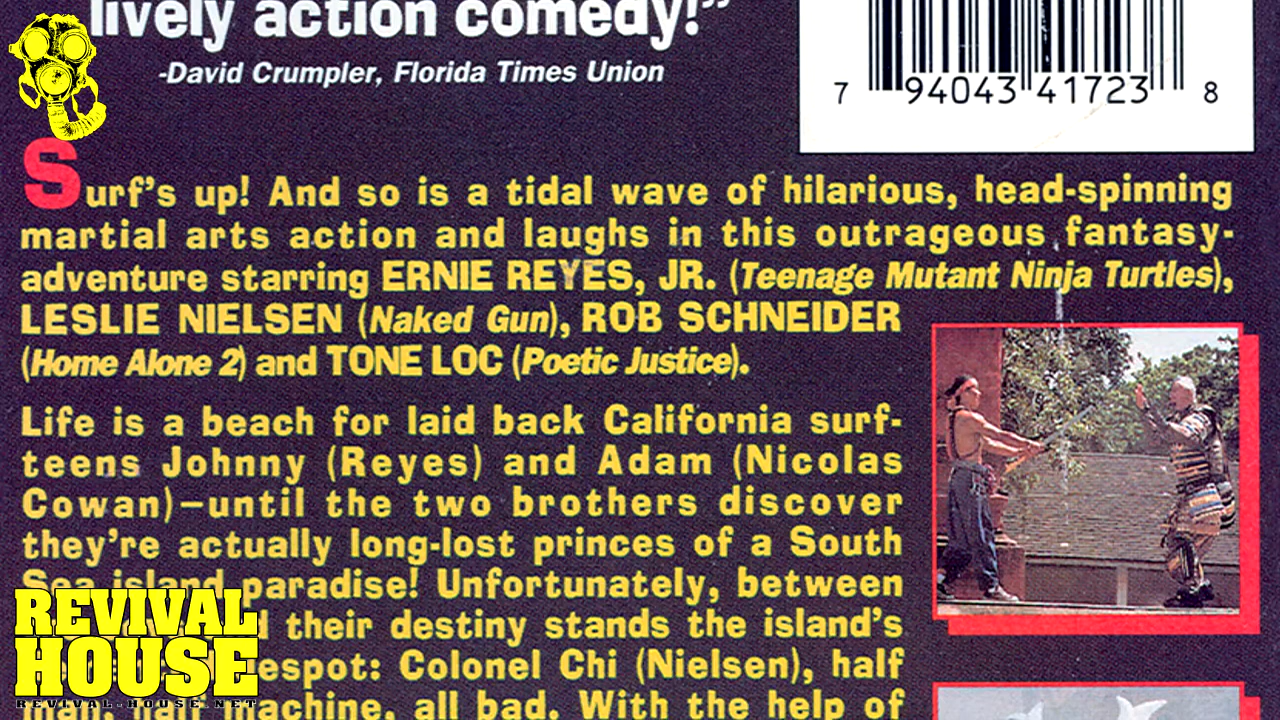 lively action comedy!”
-David Crumpler, Florida Times Union
7 94043 41723 8
Surf’s up! And so is a tidal wave of hilarious, head-spinning
martial arts action and laughs in this outrageous fantasy-
adventure starring ERNIE REYES, JR. (Teenage Mutant Ninja Turtles),
LESLIE NIELSEN (Naked Gun), ROB SCHNEIDER
(Home Alone 2) and TONE LOC (Poetic Justice).
Life is a beach for laid back California surf-
teens Johnny (Reyes) and Adam (Nicolas
Cowan)—until the two brothers discover
they’re actually long-lost princes of a South
Sea island paradise! Unfortunately, between
their destiny stands the island’s
Colonel Chi (Nielsen), half
all bad. With the help of
REVIVAL
HOUSE
REVIVAL-HOUSE.NET